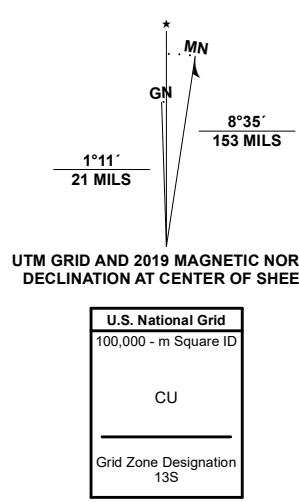 ★
MN
GN
8°35´
153 MILS
1°11´
21 MILS
UTM GRID AND 2019 MAGNETIC NOR
DECLINATION AT CENTER OF SHEE
U.S. National Grid
100,000 - m Square ID
CU
Grid Zone Designation
13S